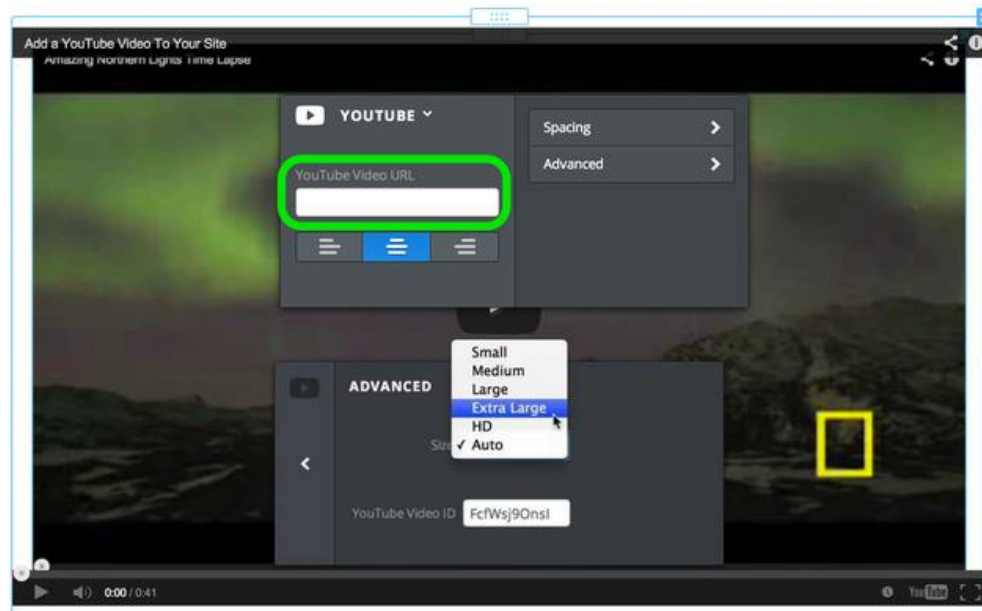 Add a YouTube Video To Your Site
Amazing Northern Lights Time Lapse
YOUTUBE
YouTube Video URL
Spacing
Advanced
Small
Medium
Large
Extra Large
HD
✓ Auto
ADVANCED
Size
YouTube Video ID
FcfWsj9OnsI
0:00 / 0:41
YouTube